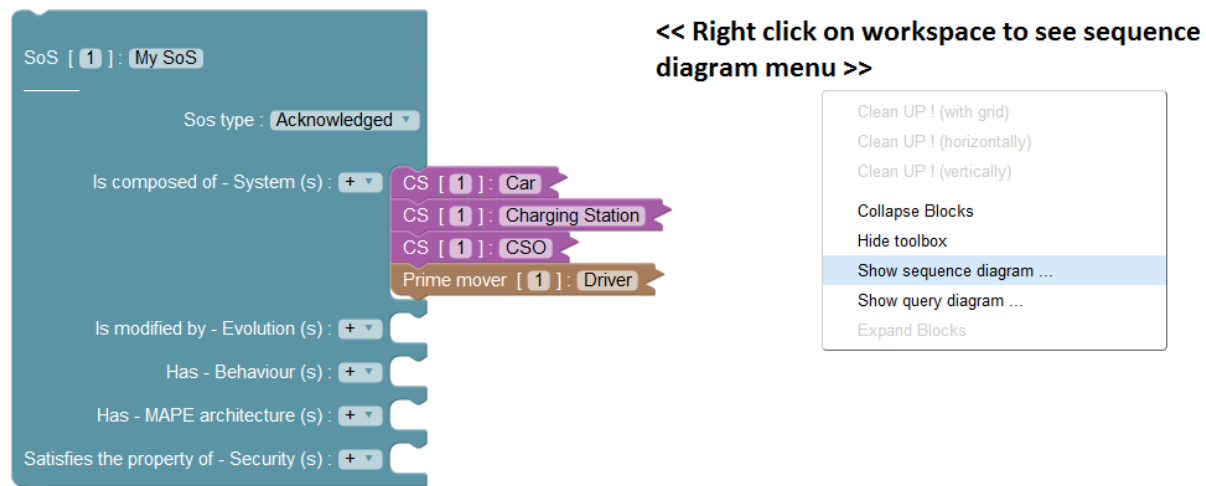 SoS [ 1 ] : My SoS
Sos type : Acknowledged
Is composed of - System (s) : +
CS [ 1 ] : Car
CS [ 1 ] : Charging Station
CS [ 1 ] : CSO
Prime mover [ 1 ] : Driver
Is modified by - Evolution (s) : +
Has - Behaviour (s) : +
Has - MAPE architecture (s) : +
Satisfies the property of - Security (s) : +
<< Right click on workspace to see sequence
diagram menu >>
Clean UP ! (with grid)
Clean UP ! (horizontally)
Clean UP ! (vertically)
Collapse Blocks
Hide toolbox
Show sequence diagram ...
Show query diagram ...
Expand Blocks